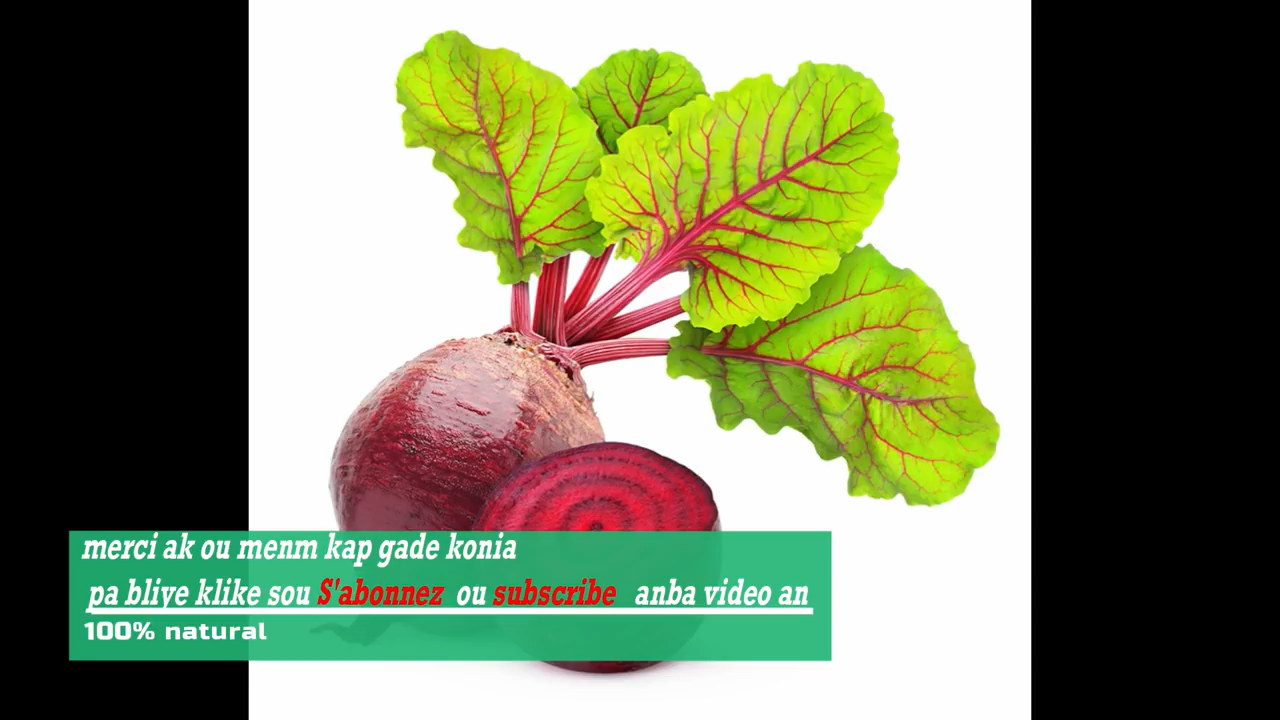 merci ak ou menm kap gade konia
pa bliye klike sou S'abonnez ou subscribe anba video an
100% natural